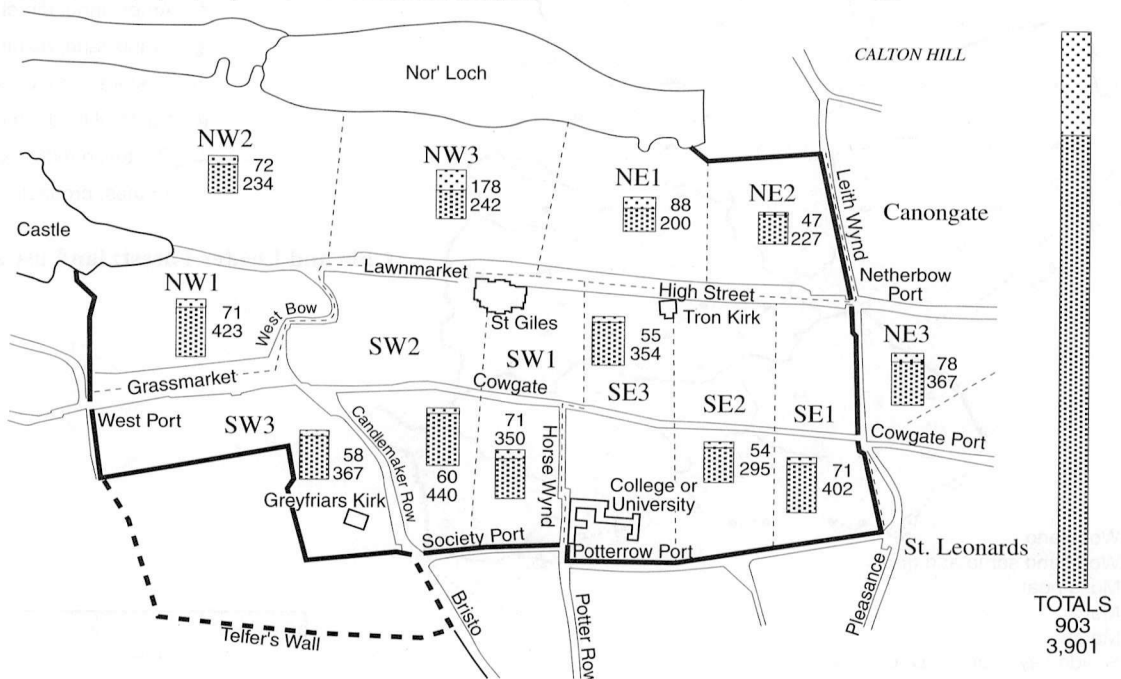 CALTON HILL
Nor' Loch
NW2
72
234
NW3
178
242
NE1
88
200
NE2
47
227
Leith Wynd
Canongate
Castle
Lawnmarket
High Street
Netherbow
Port
NW1
71
423
West Bow
St Giles
Tron Kirk
SW2
SW1
55
354
SE3
NE3
78
367
Grassmarket
Cowgate
SE2
SE1
West Port
SW3
Cowgate Port
58
367
Candlemaker Row
60
440
71
350
Horse Wynd
54
295
71
402
College or
University
Greyfriars Kirk
Society Port
Potterrow Port
St. Leonards
Pleasance
Telfer's Wall
Bristo
Potter Row
TOTALS
903
3,901